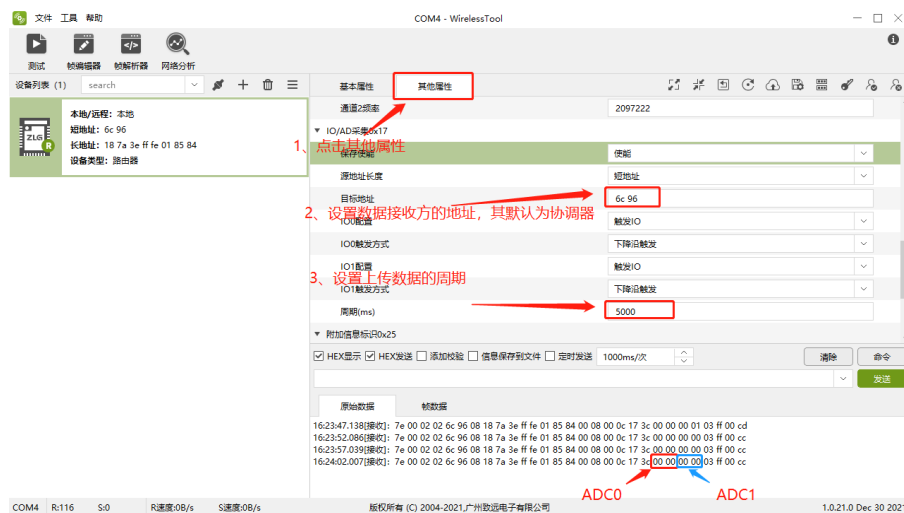 COM4 - WirelessTool
文件 工具 帮助
测试 帧编辑器 帧解析器 网络分析
设备列表 (1) search
基本属性 其他属性
本地/远程：本地
短地址：6c 96
长地址：18 7a 3e ff fe 01 85 84
设备类型：路由器
ZLG
R
通道2频率 2097222
IO/AD采集0x17
1、点击其他属性
保存使能 使能
源地址长度 短地址
目标地址 6c 96
2、设置数据接收方的地址，其默认为协调器
IO0配置 触发IO
IO0触发方式 下降沿触发
IO1配置 触发IO
3、设置上传数据的周期
IO1触发方式 下降沿触发
周期(ms) 5000
附加信息标识0x25
HEX显示 HEX发送 添加校验 信息保存到文件 定时发送 1000ms/次 清除 命令
发送
原始数据 帧数据
16:23:47.138[接收]：7e 00 02 02 6c 96 08 18 7a 3e ff fe 01 85 84 00 08 00 0c 17 3c 00 00 00 01 03 ff 00 cd
16:23:52.086[接收]：7e 00 02 02 6c 96 08 18 7a 3e ff fe 01 85 84 00 08 00 0c 17 3c 00 00 00 00 03 ff 00 cc
16:23:57.039[接收]：7e 00 02 02 6c 96 08 18 7a 3e ff fe 01 85 84 00 08 00 0c 17 3c 00 00 00 00 03 ff 00 cc
16:24:02.007[接收]：7e 00 02 02 6c 96 08 18 7a 3e ff fe 01 85 84 00 08 00 0c 17 3c 00 00 00 00 03 ff 00 cc
ADC0 ADC1
COM4 R:116 S:0 R速度:0B/s S速度:0B/s 版权所有 (C) 2004-2021,广州致远电子有限公司 1.0.21.0 Dec 30 2021